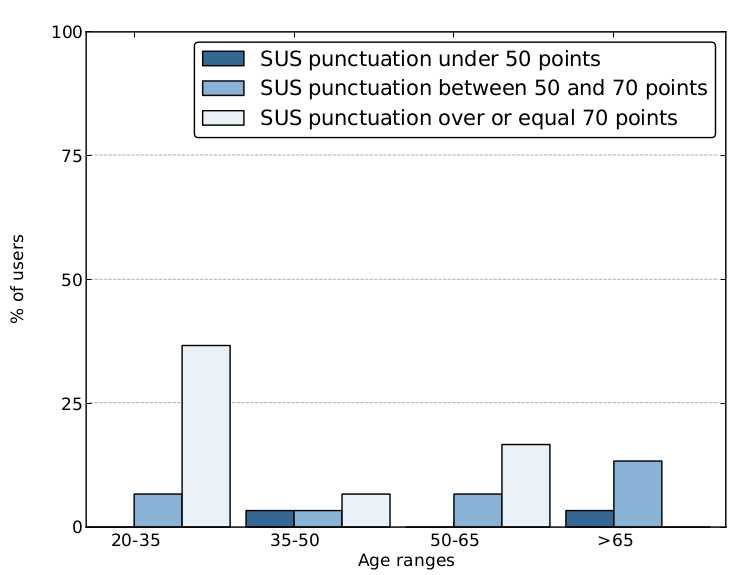 100
SUS punctuation under 50 points
SUS punctuation between 50 and 70 points
SUS punctuation over or equal 70 points
75
% of users
50
25
0
20-35 35-50 50-65 >65
Age ranges